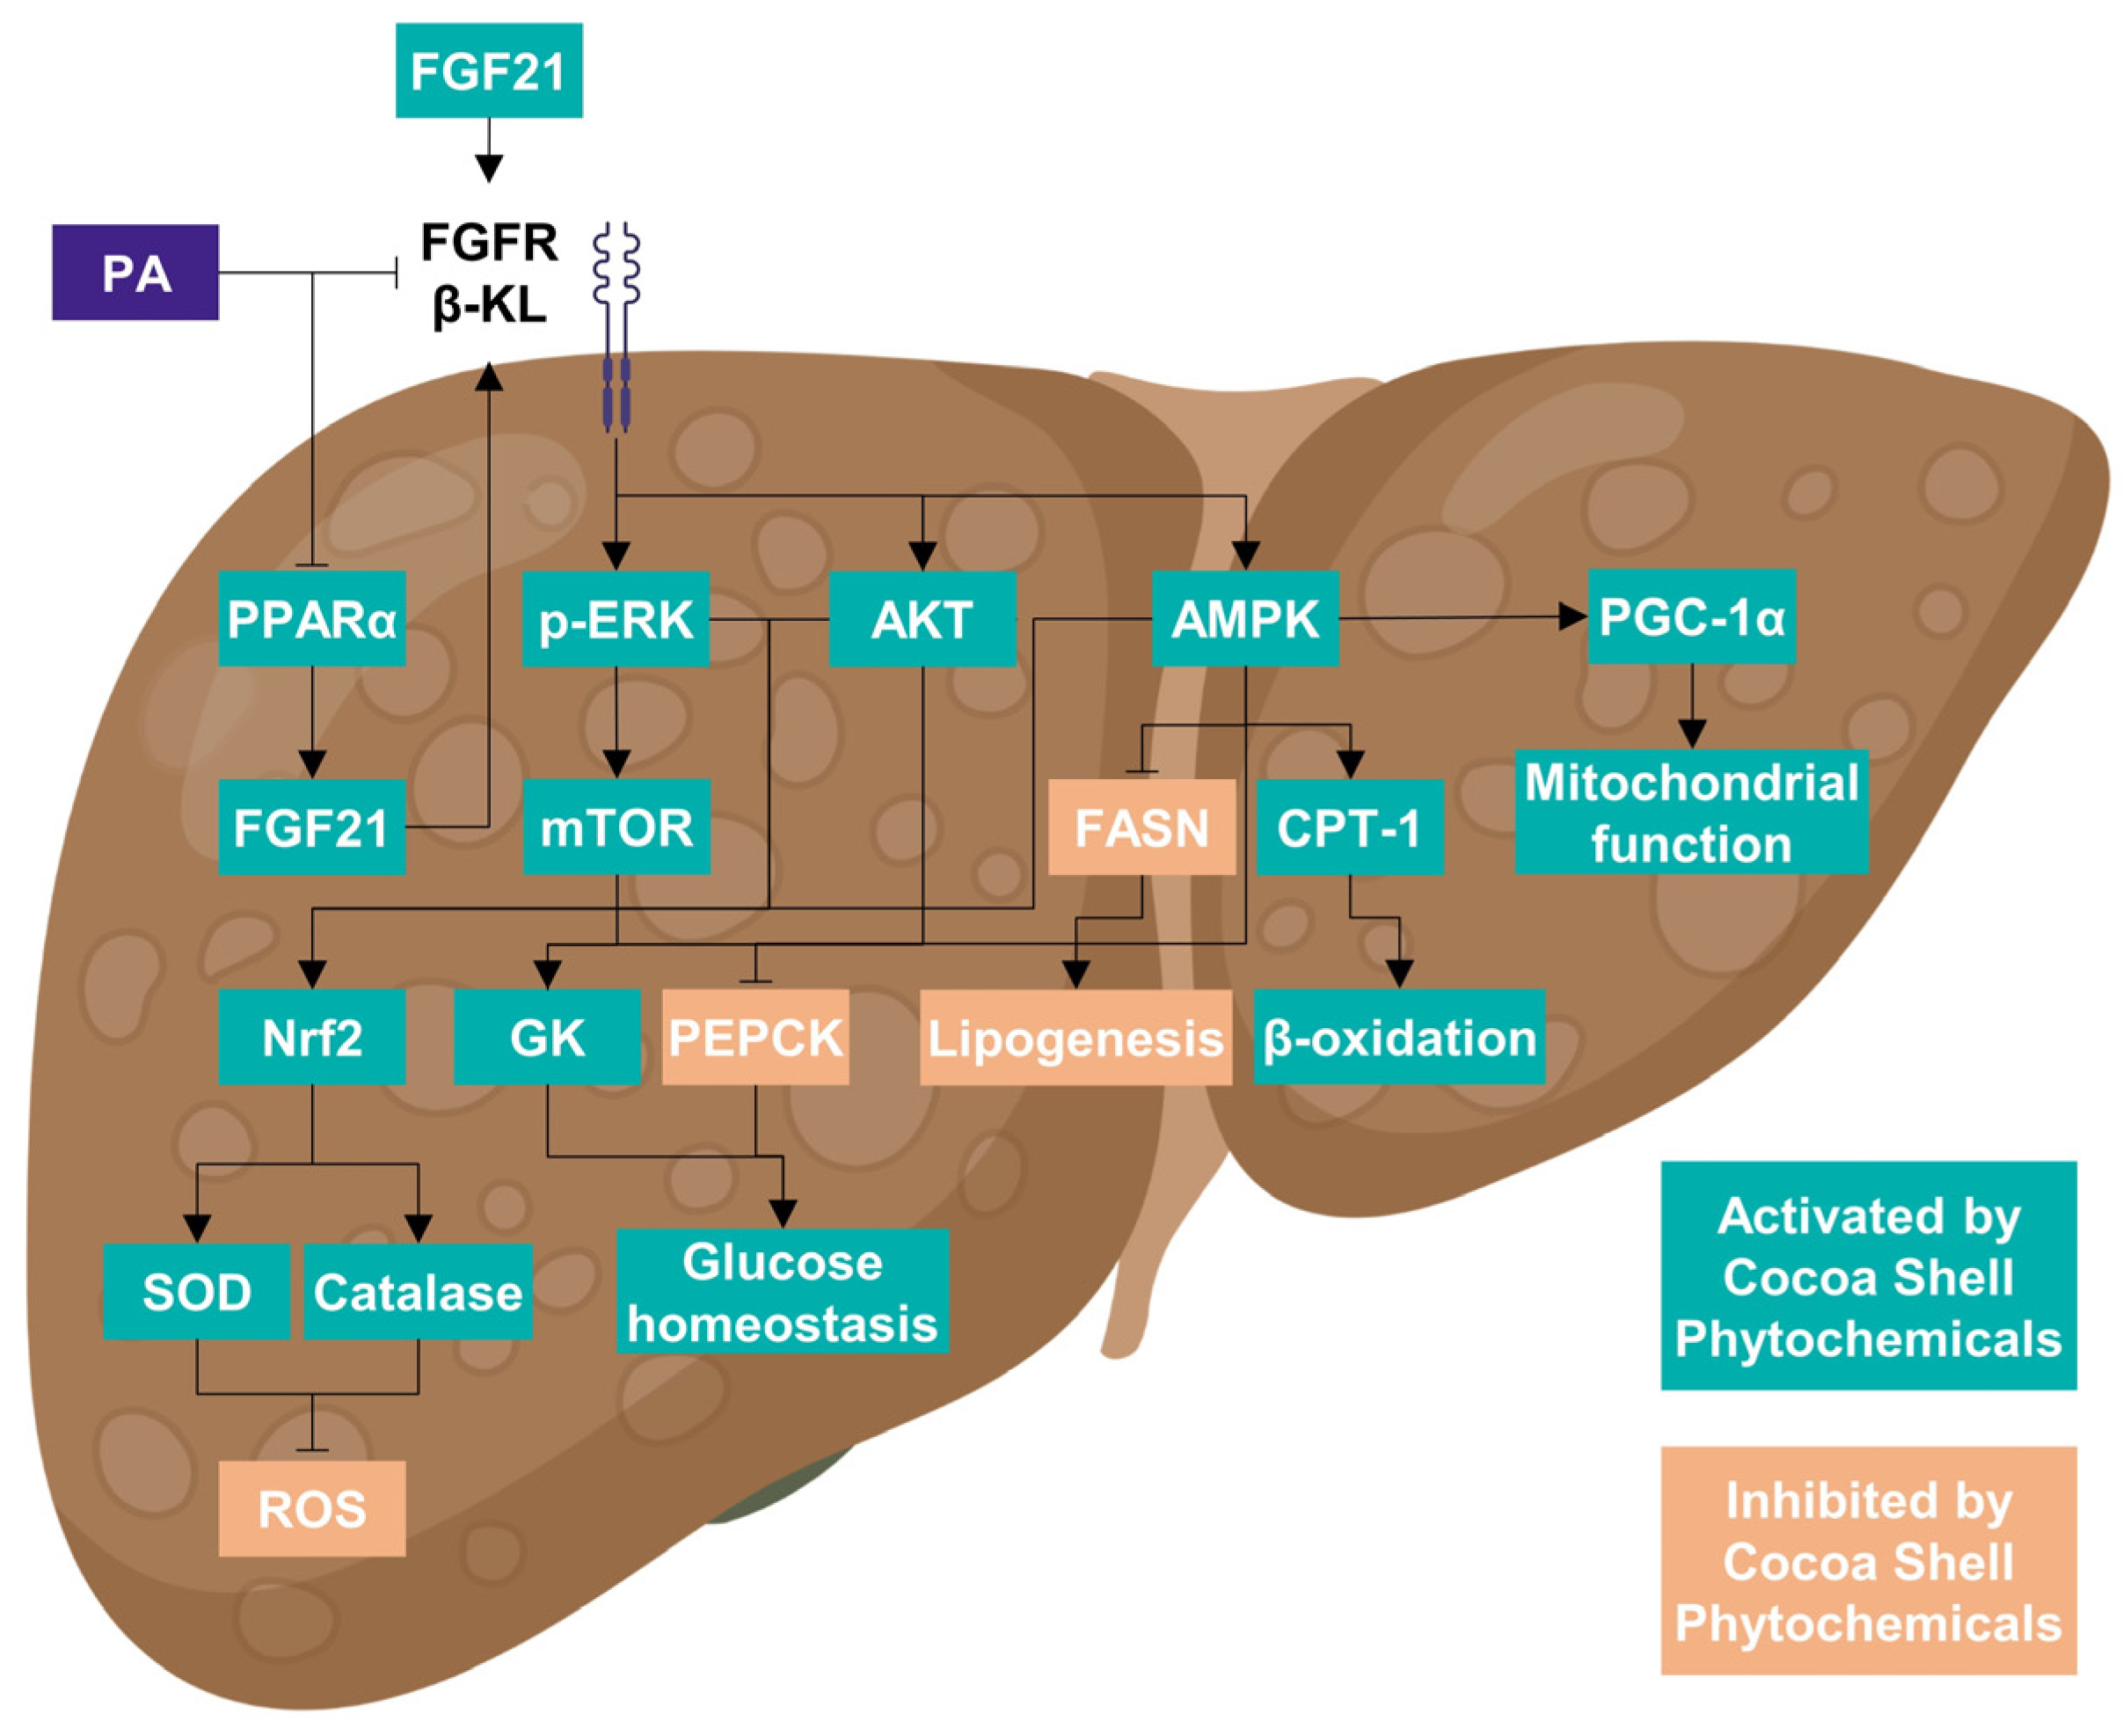 FGF21
PA
FGFR
β-KL
PPARα
p-ERK
AKT
AMPK
PGC-1α
FGF21
mTOR
FASN
CPT-1
Mitochondrial
function
Nrf2
GK
PEPCK
Lipogenesis
β-oxidation
SOD
Catalase
Glucose
homeostasis
ROS
Activated by
Cocoa Shell
Phytochemicals
Inhibited by
Cocoa Shell
Phytochemicals